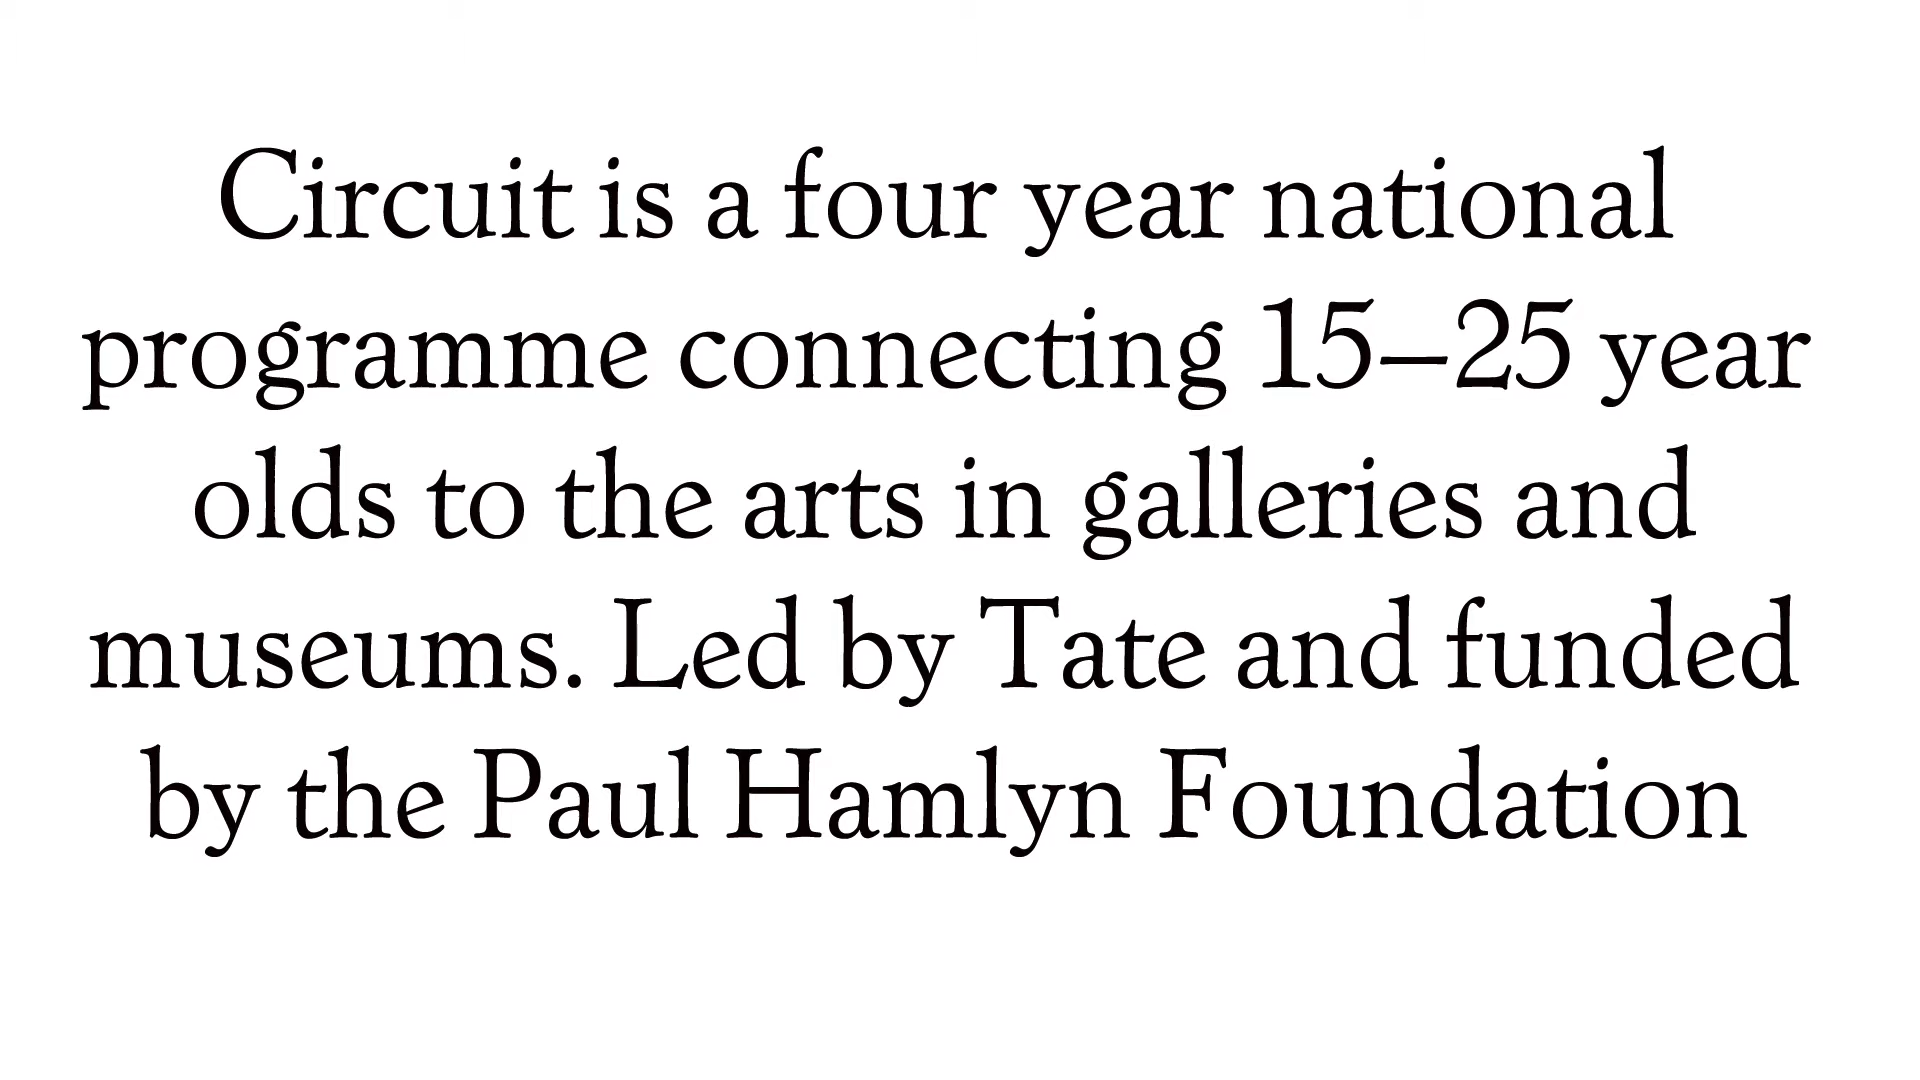 Circuit is a four year national
programme connecting 15–25 year
olds to the arts in galleries and
museums. Led by Tate and funded
by the Paul Hamlyn Foundation